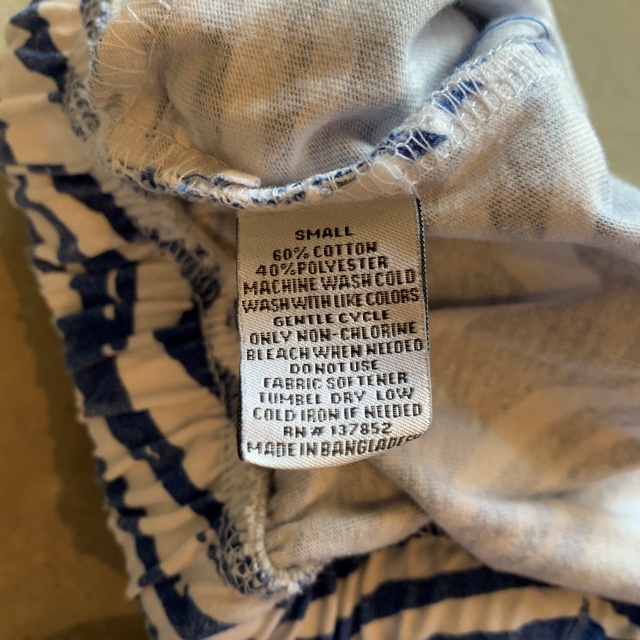 SMALL
60% COTTON
40% POLYESTER
MACHINE WASH COLD
WASH WITH LIKE COLORS
GENTLE CYCLE
ONLY NON-CHLORINE
BLEACH WHEN NEEDED
DO NOT USE
FABRIC SOFTENER
TUMBEL DRY LOW
COLD IRON IF NEEDED
RN# 137852
MADE IN BANGLADESH